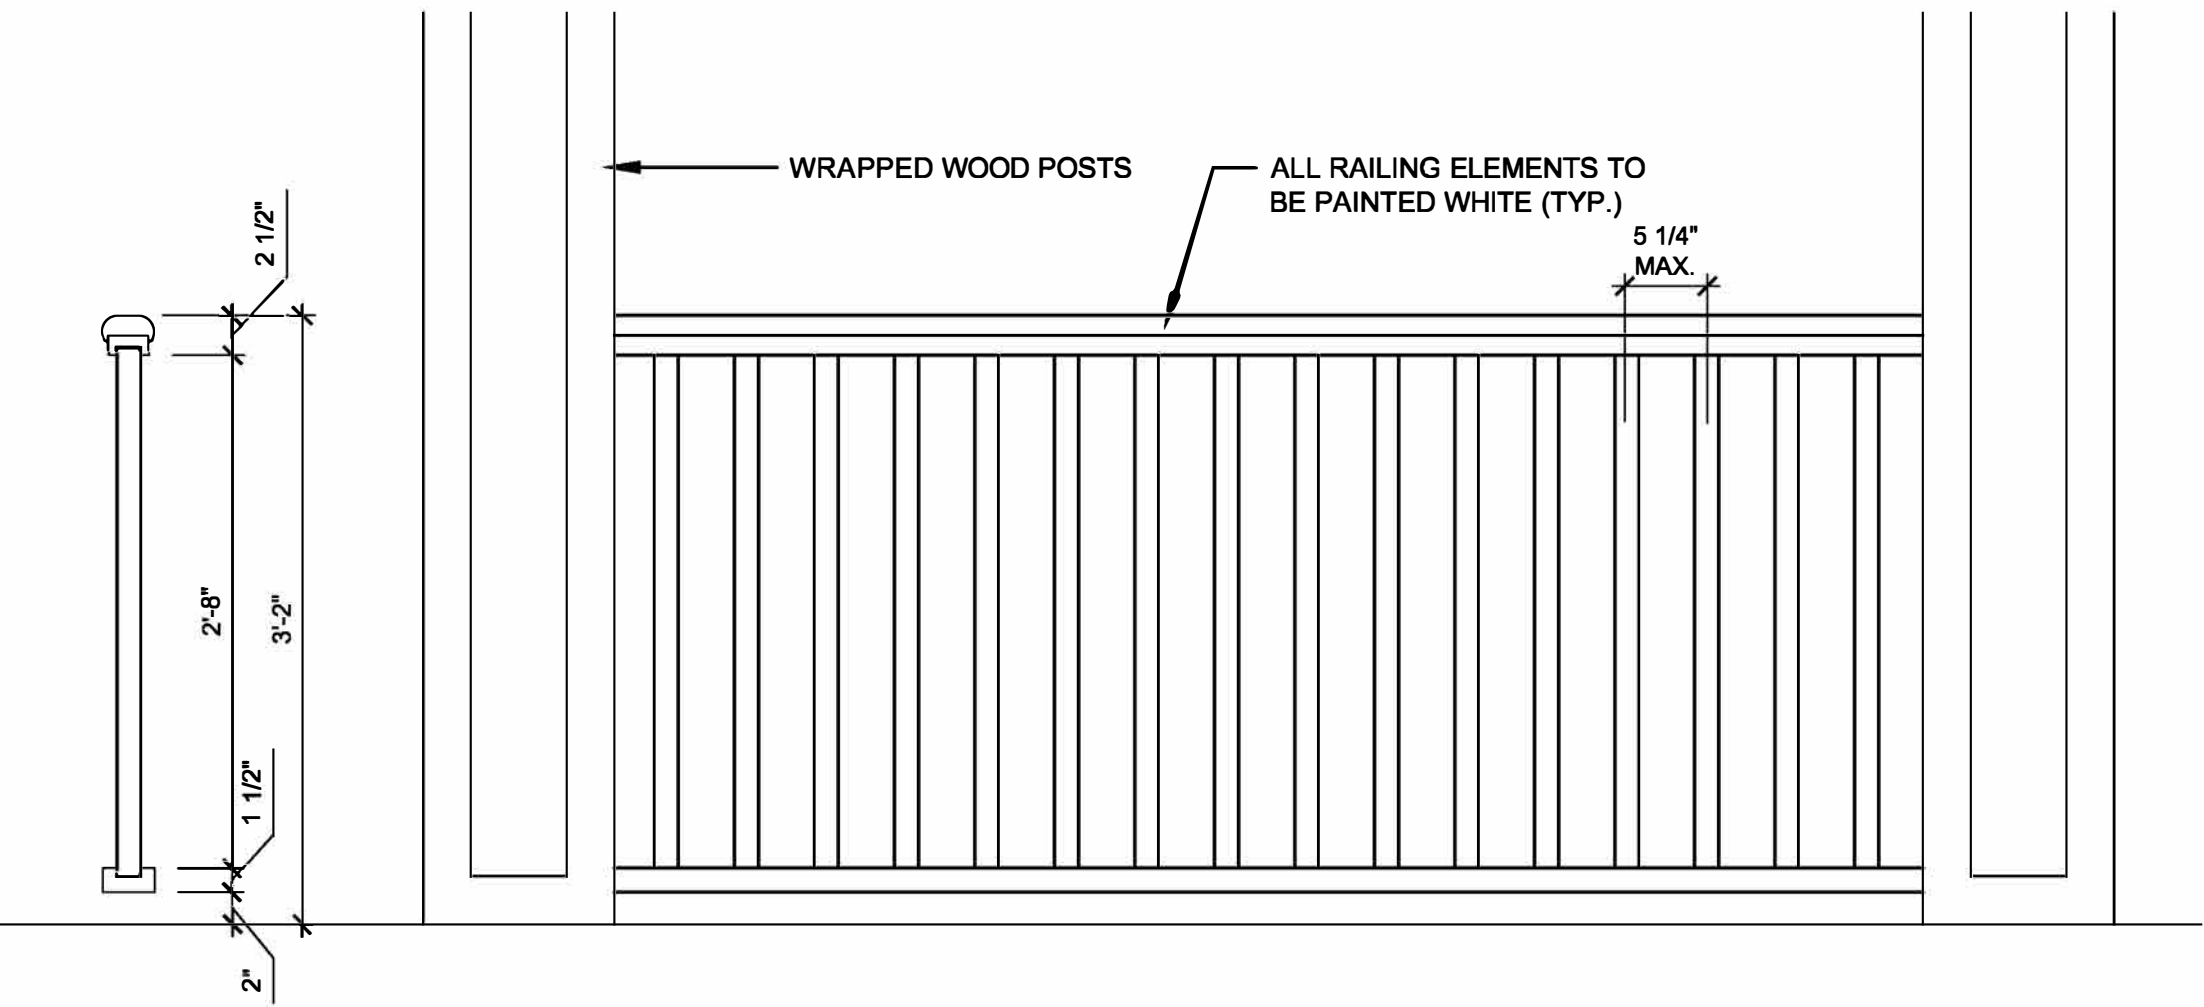 WRAPPED WOOD POSTS
ALL RAILING ELEMENTS TO
BE PAINTED WHITE (TYP.)
5 1/4"
MAX.
2 1/2"
2'-8"
3'-2"
1 1/2"
2"